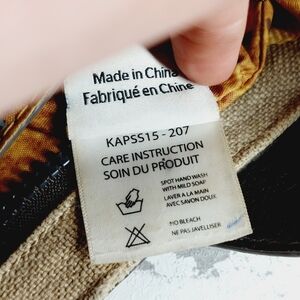 Made in China
Fabriqué en Chine
KAPSS15 - 207
CARE INSTRUCTION
SOIN DU PRODUIT
SPOT HAND WASH
WITH MILD SOAP
LAVER A LA MAIN
AVEC SAVON DOUX
NO BLEACH
NE PAS JAVELLISER